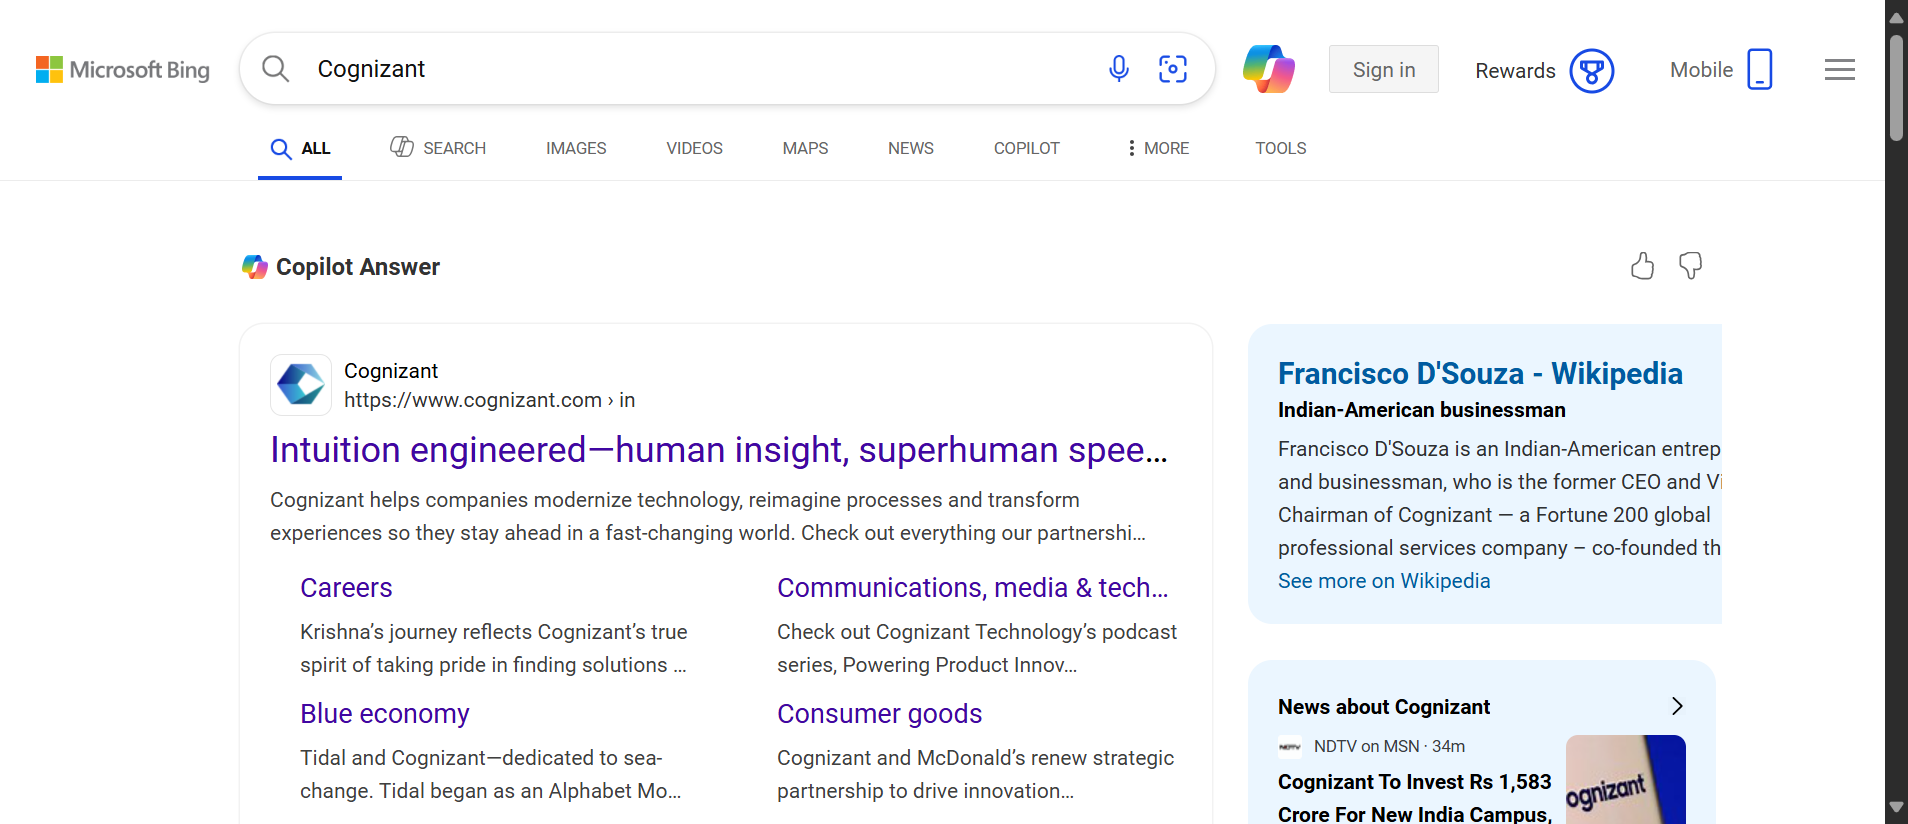 Microsoft Bing
Cognizant
Sign in
Rewards
Mobile
ALL
SEARCH
IMAGES
VIDEOS
MAPS
NEWS
COPILOT
MORE
TOOLS
Copilot Answer
Cognizant
https://www.cognizant.com › in
Intuition engineered—human insight, superhuman spee...
Cognizant helps companies modernize technology, reimagine processes and transform
experiences so they stay ahead in a fast-changing world. Check out everything our partnershi...
Careers
Krishna’s journey reflects Cognizant’s true
spirit of taking pride in finding solutions ...
Communications, media & tech...
Check out Cognizant Technology’s podcast
series, Powering Product Innov...
Blue economy
Tidal and Cognizant—dedicated to sea-
change. Tidal began as an Alphabet Mo...
Consumer goods
Cognizant and McDonald’s renew strategic
partnership to drive innovation...
Francisco D'Souza - Wikipedia
Indian-American businessman
Francisco D'Souza is an Indian-American entrep
and businessman, who is the former CEO and Vi
Chairman of Cognizant — a Fortune 200 global
professional services company – co-founded th
See more on Wikipedia
News about Cognizant
NDTV
NDTV on MSN · 34m
Cognizant To Invest Rs 1,583
Crore For New India Campus,
ognizant